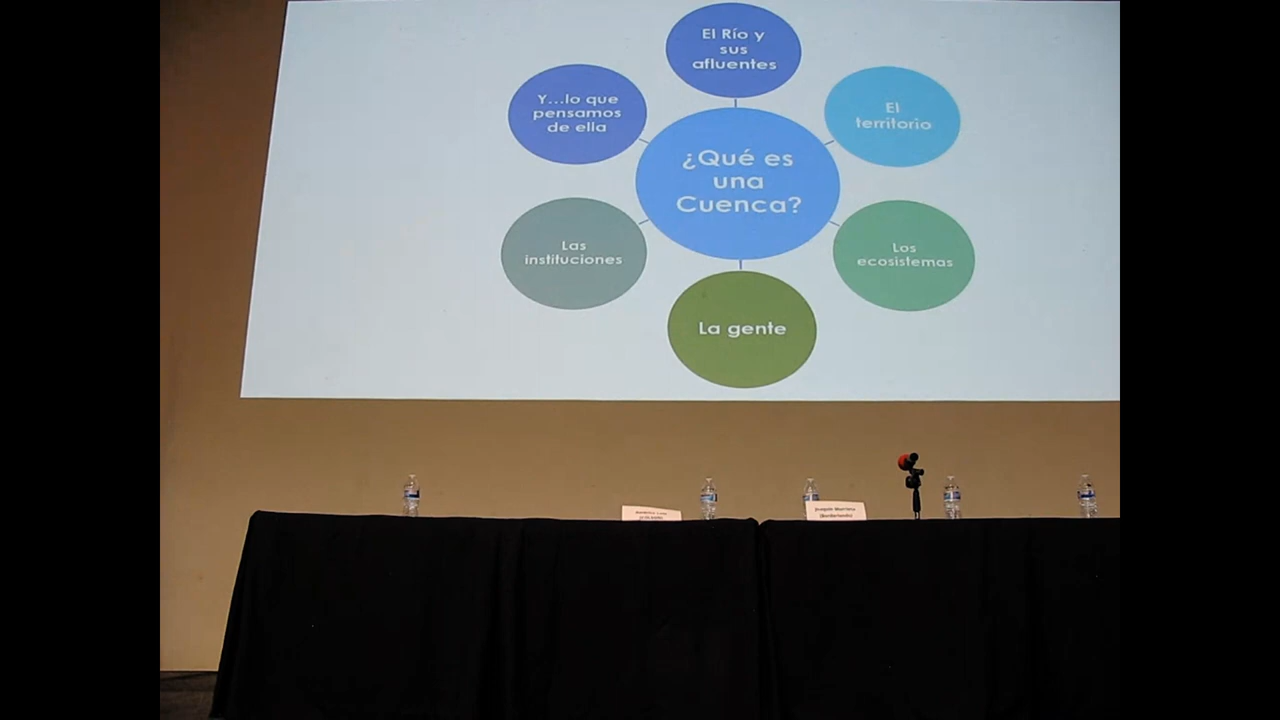 El Río y
sus
afluentes
Y...lo que
pensamos
de ella
El
territorio
¿Qué es
una
Cuenca?
Las
instituciones
Los
ecosistemas
La gente
Joaquín